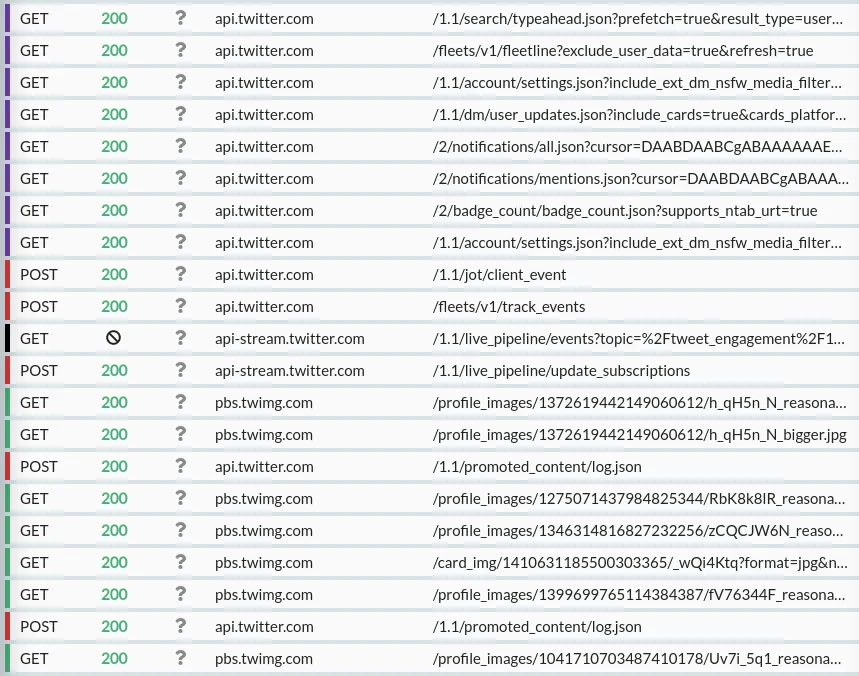 GET 200 ? api.twitter.com /1.1/search/typeahead.json?prefetch=true&result_type=user...
GET 200 ? api.twitter.com /fleets/v1/fleetline?exclude_user_data=true&refresh=true
GET 200 ? api.twitter.com /1.1/account/settings.json?include_ext_dm_nsfw_media_filter...
GET 200 ? api.twitter.com /1.1/dm/user_updates.json?include_cards=true&cards_platfor...
GET 200 ? api.twitter.com /2/notifications/all.json?cursor=DAABDAABCgABAAAAAAE...
GET 200 ? api.twitter.com /2/notifications/mentions.json?cursor=DAABDAABCgABAAA...
GET 200 ? api.twitter.com /2/badge_count/badge_count.json?supports_ntab_urt=true
GET 200 ? api.twitter.com /1.1/account/settings.json?include_ext_dm_nsfw_media_filter...
POST 200 ? api.twitter.com /1.1/jot/client_event
POST 200 ? api.twitter.com /fleets/v1/track_events
GET ? api-stream.twitter.com /1.1/live_pipeline/events?topic=%2Ftweet_engagement%2F1...
POST 200 ? api-stream.twitter.com /1.1/live_pipeline/update_subscriptions
GET 200 ? pbs.twimg.com /profile_images/1372619442149060612/h_qH5n_N_reasona...
GET 200 ? pbs.twimg.com /profile_images/1372619442149060612/h_qH5n_N_bigger.jpg
POST 200 ? api.twitter.com /1.1/promoted_content/log.json
GET 200 ? pbs.twimg.com /profile_images/1275071437984825344/RbK8k8lR_reasona...
GET 200 ? pbs.twimg.com /profile_images/1346314816827232256/zCQCJW6N_reaso...
GET 200 ? pbs.twimg.com /card_img/1410631185500303365/_wQi4Ktq?format=jpg&n...
GET 200 ? pbs.twimg.com /profile_images/1399699765114384387/fV76344F_reasona...
POST 200 ? api.twitter.com /1.1/promoted_content/log.json
GET 200 ? pbs.twimg.com /profile_images/1041710703487410178/Uv7i_5q1_reasona...